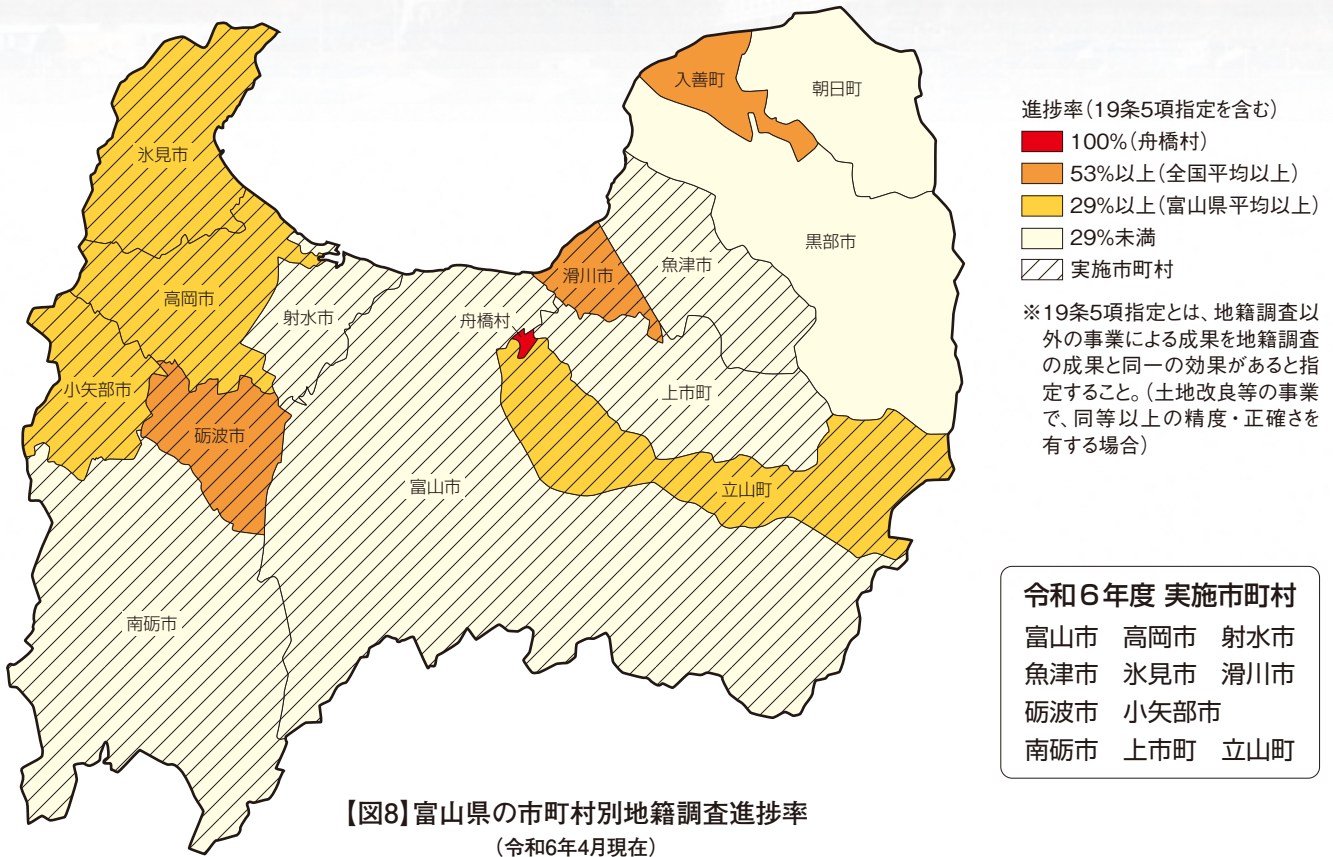 入善町
朝日町
氷見市
黒部市
魚津市
滑川市
高岡市
射水市
舟橋村
小矢部市
上市町
砺波市
富山市
立山町
南砺市
進捗率(19条5項指定を含む)
100%(舟橋村)
53%以上(全国平均以上)
29%以上(富山県平均以上)
29%未満
実施市町村
※19条5項指定とは、地籍調査以
外の事業による成果を地籍調査
の成果と同一の効果があると指
定すること。(土地改良等の事業
で、同等以上の精度・正確さを
有する場合)
令和6年度 実施市町村
富山市 高岡市 射水市
魚津市 氷見市 滑川市
砺波市 小矢部市
南砺市 上市町 立山町
【図8】富山県の市町村別地籍調査進捗率
(令和6年4月現在)